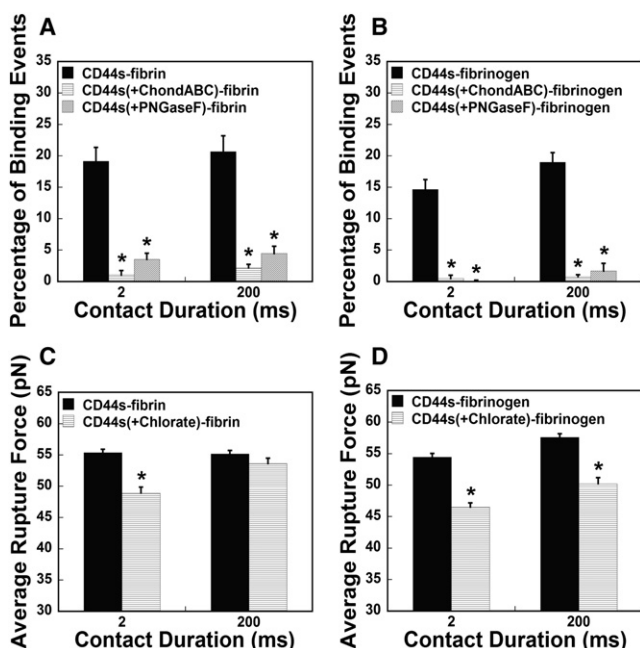 A
Percentage of Binding Events
35
30
25
20
15
10
5
0
CD44s-fibrin
CD44s(+ChondABC)-fibrin
CD44s(+PNGaseF)-fibrin
* * * *
2 200
Contact Duration (ms)
B
Percentage of Binding Events
35
30
25
20
15
10
5
0
CD44s-fibrinogen
CD44s(+ChondABC)-fibrinogen
CD44s(+PNGaseF)-fibrinogen
* * * *
2 200
Contact Duration (ms)
C
Average Rupture Force (pN)
65
60
55
50
45
40
35
30
CD44s-fibrin
CD44s(+Chlorate)-fibrin
*
2 200
Contact Duration (ms)
D
Average Rupture Force (pN)
65
60
55
50
45
40
35
30
CD44s-fibrinogen
CD44s(+Chlorate)-fibrinogen
* *
2 200
Contact Duration (ms)